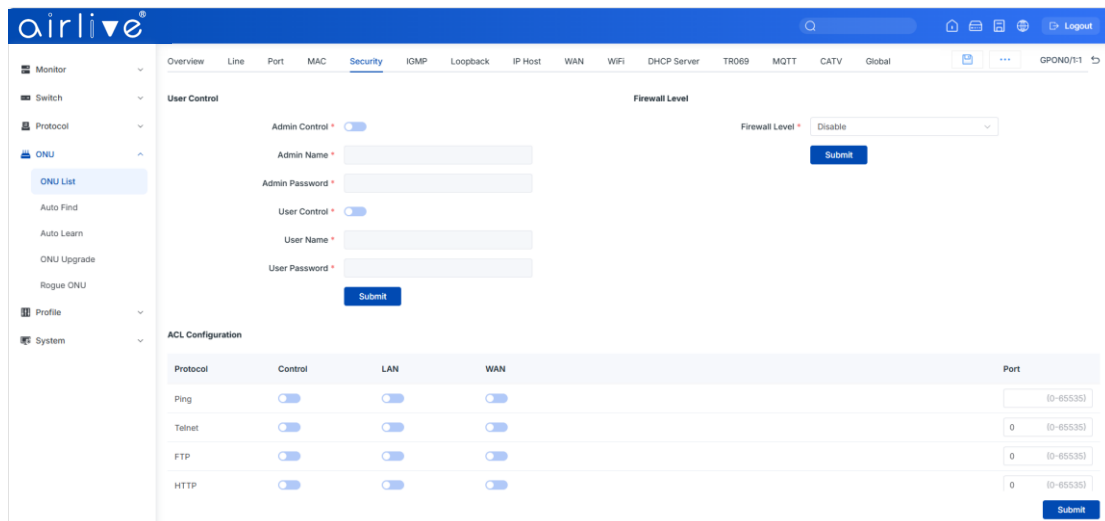 airlive®
Logout
Monitor
Switch
Protocol
ONU
ONU List
Auto Find
Auto Learn
ONU Upgrade
Rogue ONU
Profile
System
Overview Line Port MAC Security IGMP Loopback IP Host WAN WiFi DHCP Server TR069 MQTT CATV Global ... GPON0/1:1
User Control
Admin Control *
Admin Name *
Admin Password *
User Control *
User Name *
User Password *
Submit
Firewall Level
Firewall Level * Disable
Submit
ACL Configuration
Protocol Control LAN WAN Port
Ping (0-65535)
Telnet 0 (0-65535)
FTP 0 (0-65535)
HTTP 0 (0-65535)
Submit